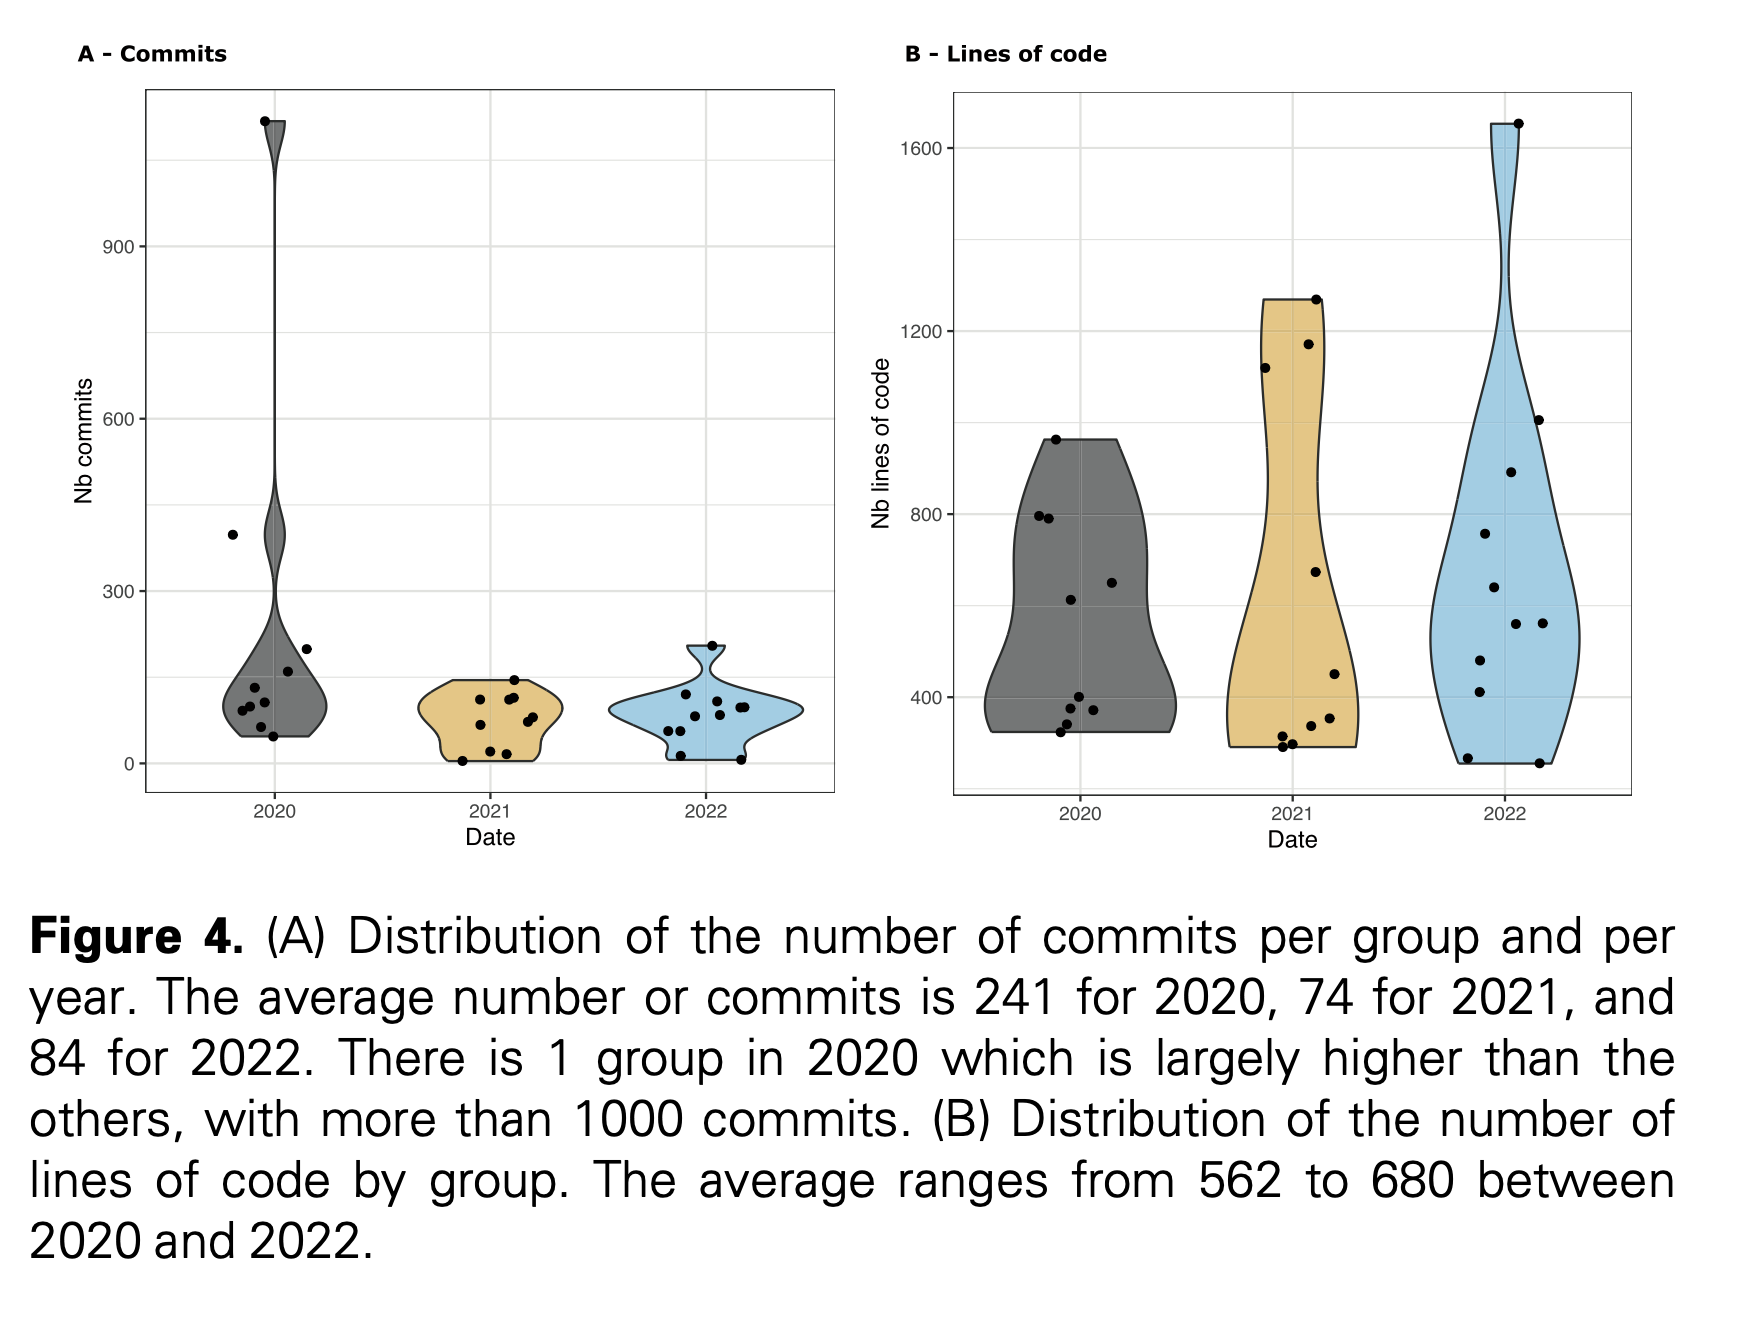 A - Commits
900
600
300
0
Nb commits
2020 2021 2022
Date
B - Lines of code
1600
1200
800
400
Nb lines of code
2020 2021 2022
Date
Figure 4. (A) Distribution of the number of commits per group and per
year. The average number or commits is 241 for 2020, 74 for 2021, and
84 for 2022. There is 1 group in 2020 which is largely higher than the
others, with more than 1000 commits. (B) Distribution of the number of
lines of code by group. The average ranges from 562 to 680 between
2020 and 2022.